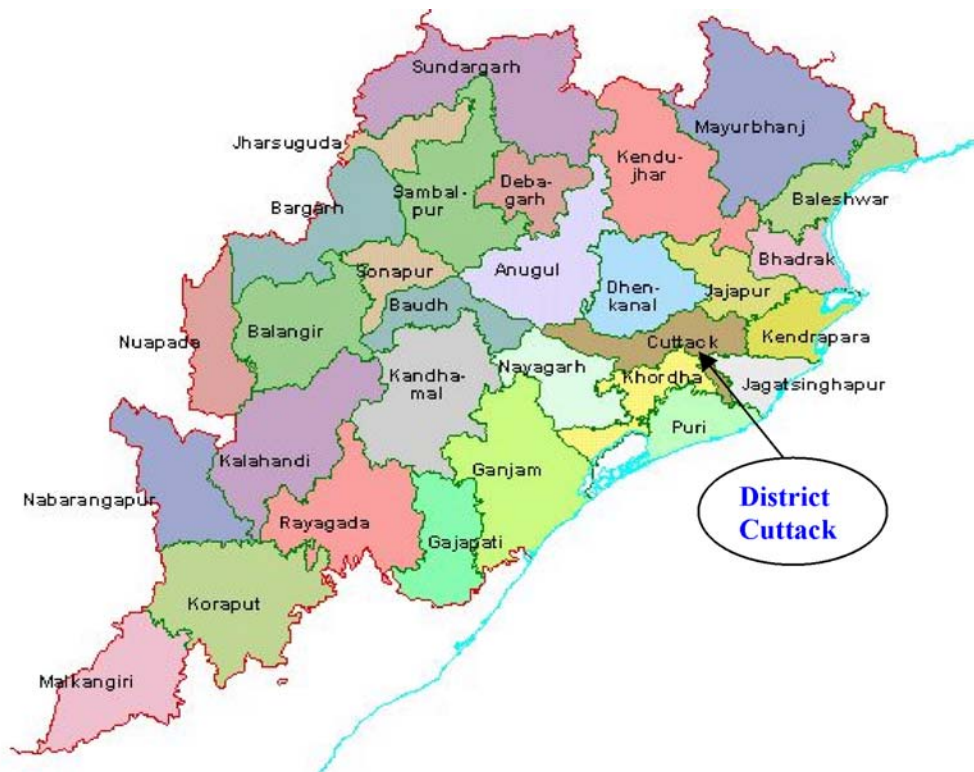 Sundargarh
Mayurbhanj
Jharsuguda
Kendu-
jhar
Sambal-
pur
Deba-
garh
Baleshwar
Bargarh
Bhadrak
Sonapur
Anugul
Dhen-
kanal
Jajapur
Baudh
Nuapada
Balangir
Cuttack
Kendrapara
Nayagarh
Kandha-
mal
Khordha
Jagatsinghapur
Puri
Kalahandi
Ganjam
Nabarangapur
Rayagada
Gajapati
District
Cuttack
Koraput
Malkangiri